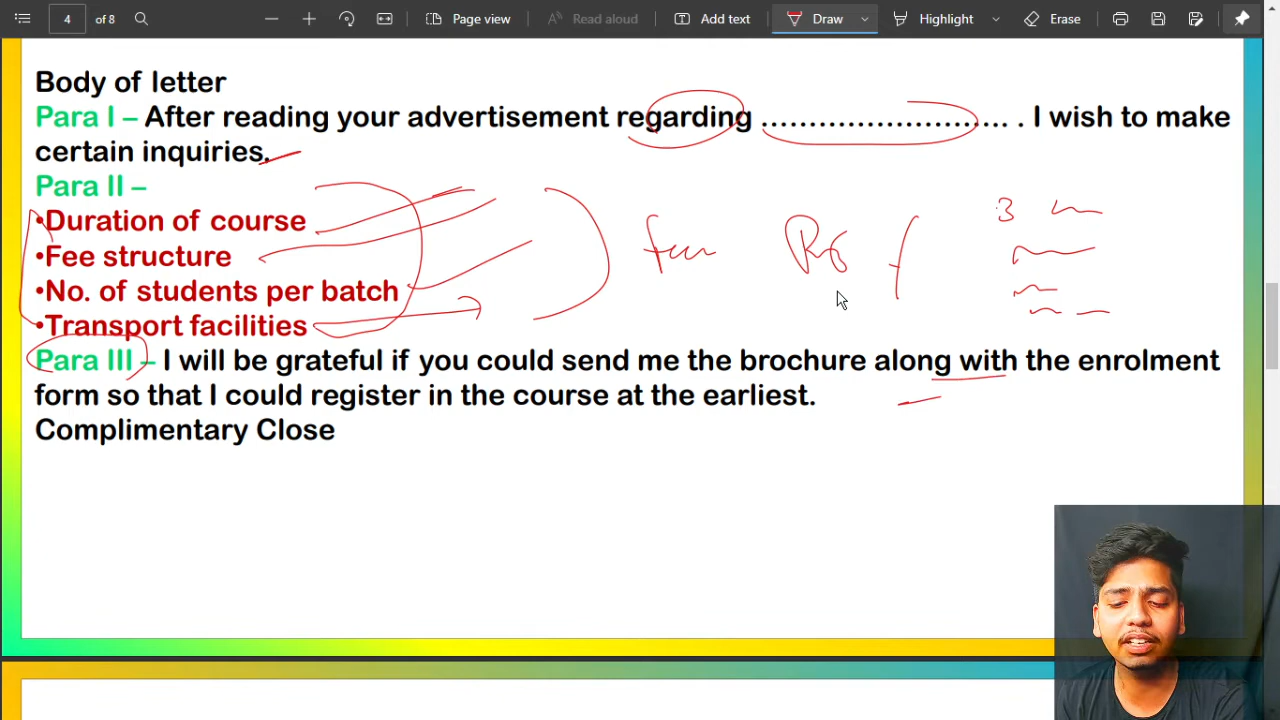 4 of 8 Page view Read aloud Add text Draw Highlight Erase
Body of letter
Para I – After reading your advertisement regarding ........................... . I wish to make
certain inquiries.
Para II –
•Duration of course
•Fee structure
•No. of students per batch
•Transport facilities
Para III – I will be grateful if you could send me the brochure along with the enrolment
form so that I could register in the course at the earliest.
Complimentary Close
3